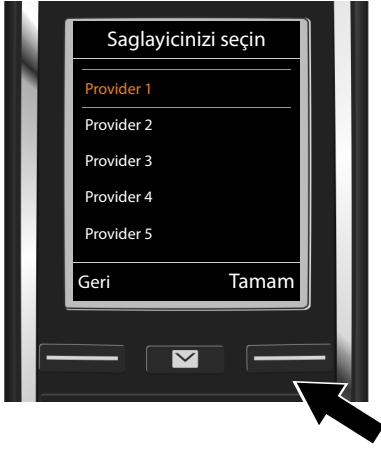 Saglayicinizi seçin
Provider 1
Provider 2
Provider 3
Provider 4
Provider 5
Geri Tamam